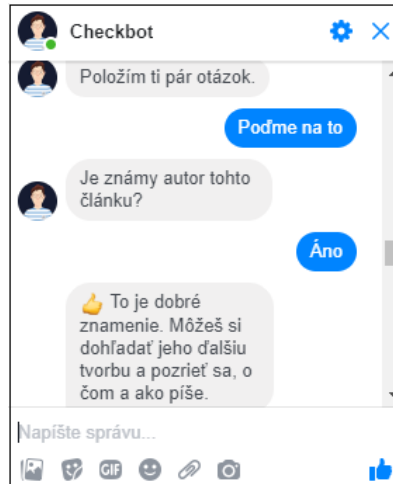 Checkbot
Položím ti pár otázok.
Poďme na to
Je známy autor tohto
článku?
Áno
👍 To je dobré
znamenie. Môžeš si
dohľadať jeho ďalšiu
tvorbu a pozrieť sa, o
čom a ako píše.
Napíšte správu...
GIF